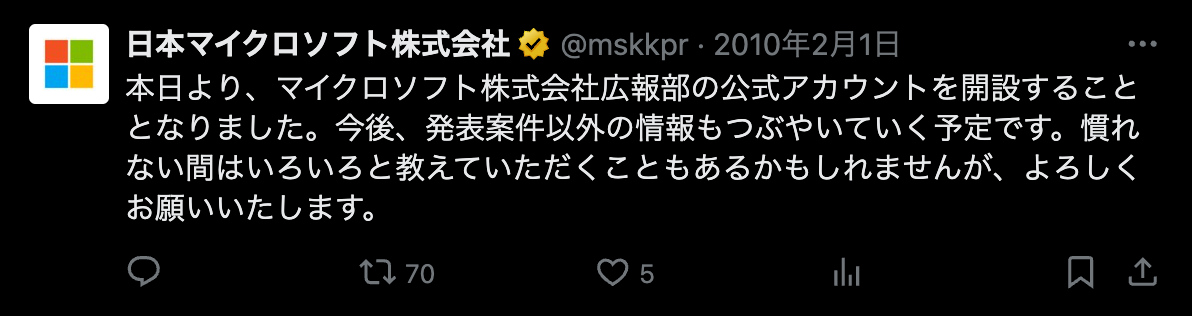 日本マイクロソフト株式会社 @mskkpr · 2010年2月1日
本日より、マイクロソフト株式会社広報部の公式アカウントを開設すること
となりました。今後、発表案件以外の情報もつぶやいていく予定です。慣れ
ない間はいろいろと教えていただくこともあるかもしれませんが、よろしく
お願いいたします。
70 5